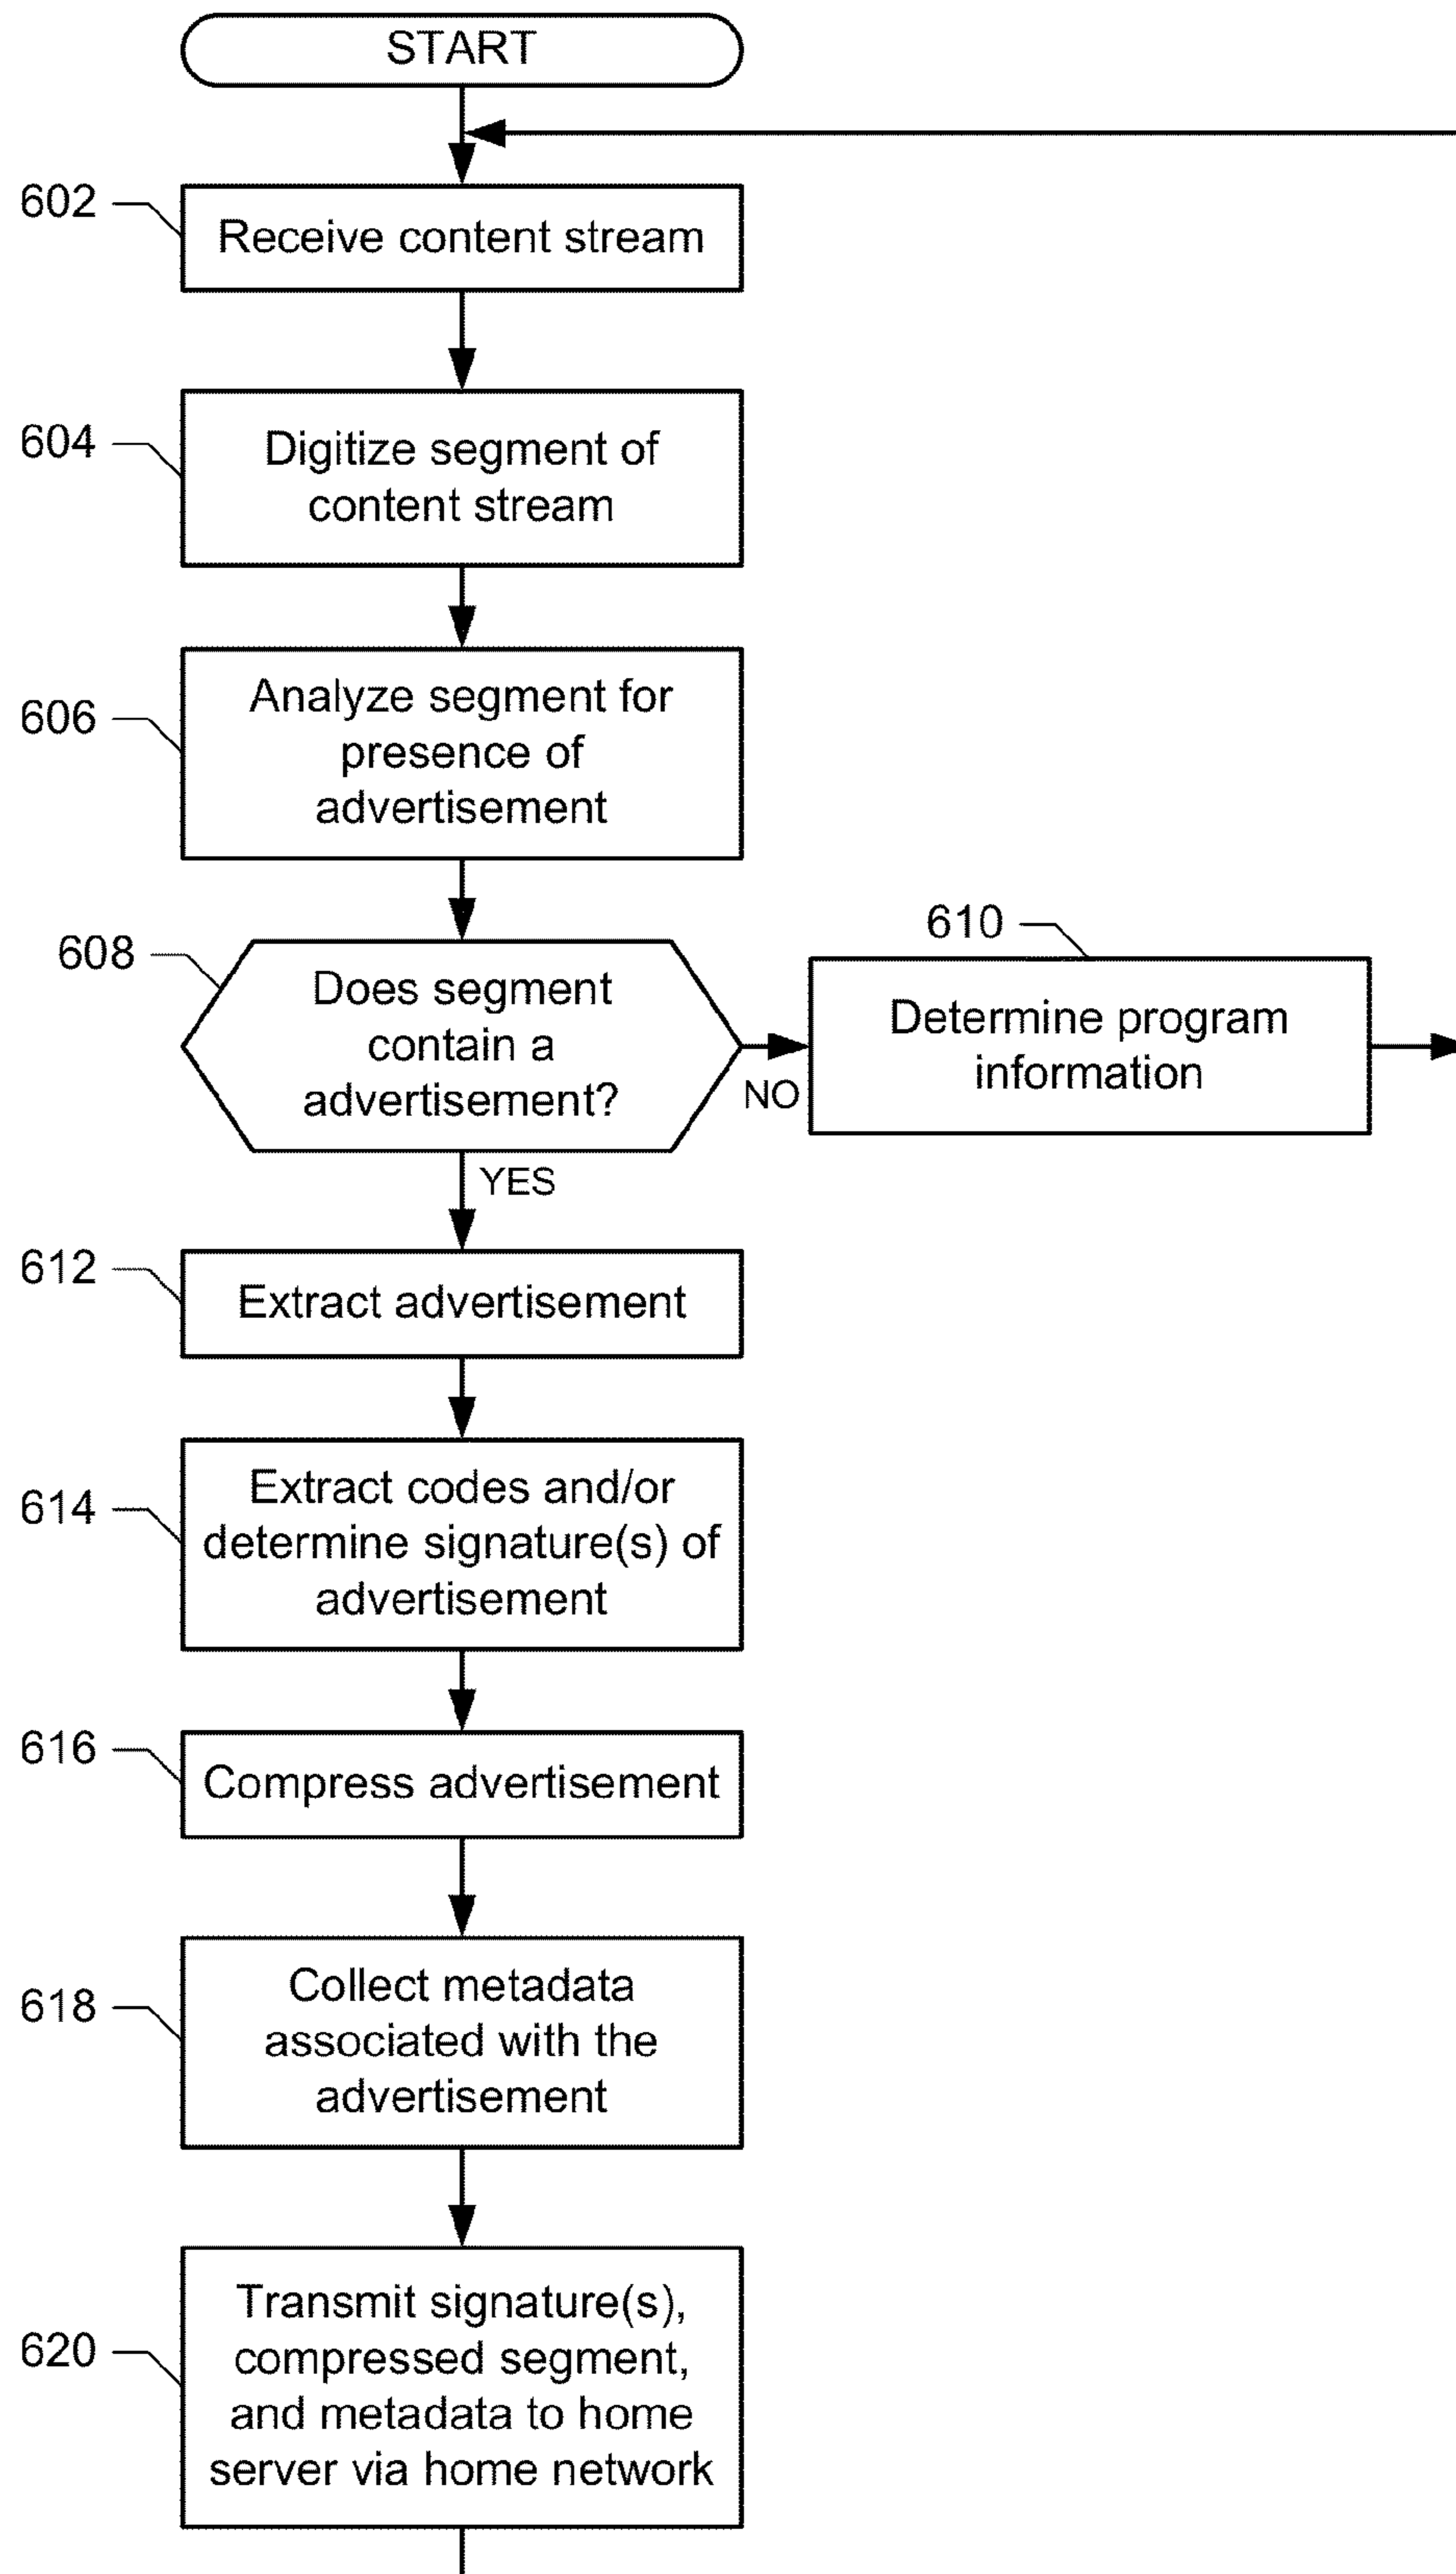 START
602
Receive content stream
604
Digitize segment of
content stream
606
Analyze segment for
presence of
advertisement
608
Does segment
contain a
advertisement?
NO
610
Determine program
information
YES
612
Extract advertisement
614
Extract codes and/or
determine signature(s) of
advertisement
616
Compress advertisement
618
Collect metadata
associated with the
advertisement
620
Transmit signature(s),
compressed segment,
and metadata to home
server via home network